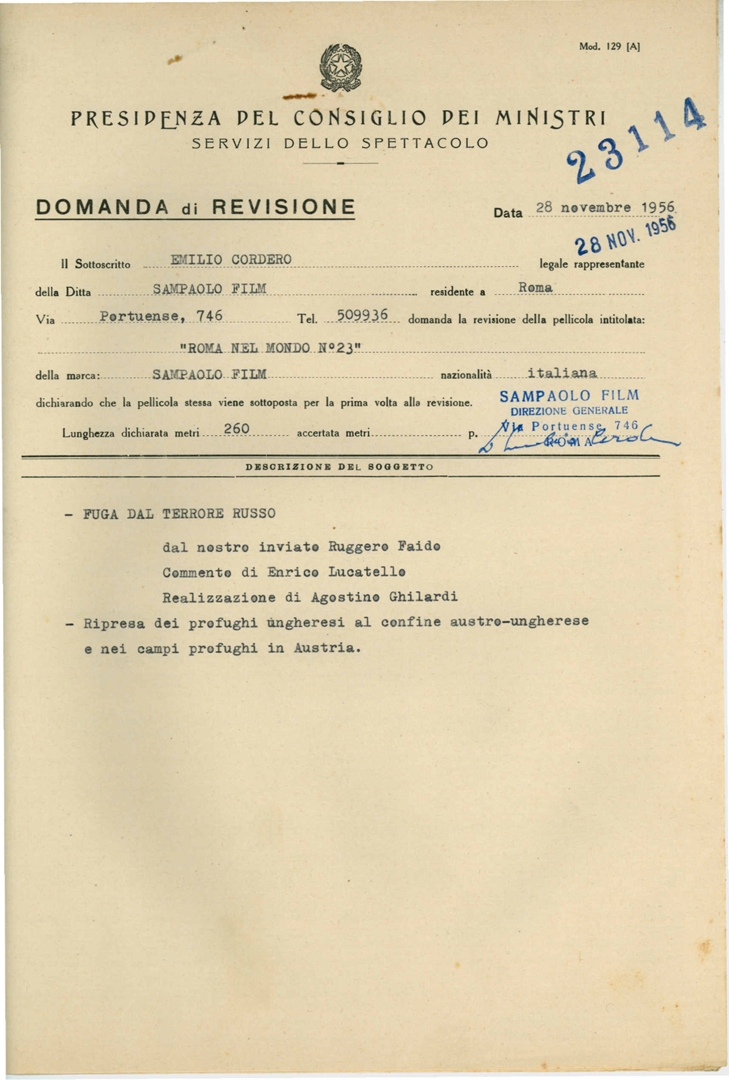 Mod. 129 [A]
PRESIDENZA DEL CONSIGLIO DEI MINISTRI
SERVIZI DELLO SPETTACOLO
23114
DOMANDA di REVISIONE
Data 28 novembre 1956
28 NOV. 1956
Il Sottoscritto EMILIO CORDERO legale rappresentante
della Ditta SAMPAOLO FILM residente a Roma
Via Portuense, 746 Tel. 509936 domanda la revisione della pellicola intitolata:
"ROMA NEL MONDO N°23"
della marca: SAMPAOLO FILM nazionalità italiana
dichiarando che la pellicola stessa viene sottoposta per la prima volta alla revisione.
SAMPAOLO FILM
DIREZIONE GENERALE
Via Portuense, 746
ROMA
Lunghezza dichiarata metri 260 accertata metri p.
DESCRIZIONE DEL SOGGETTO
- FUGA DAL TERRORE RUSSO
dal nostro inviato Ruggero Faido
Commento di Enrico Lucatello
Realizzazione di Agostino Ghilardi
- Ripresa dei profughi ungheresi al confine austro-ungherese
e nei campi profughi in Austria.